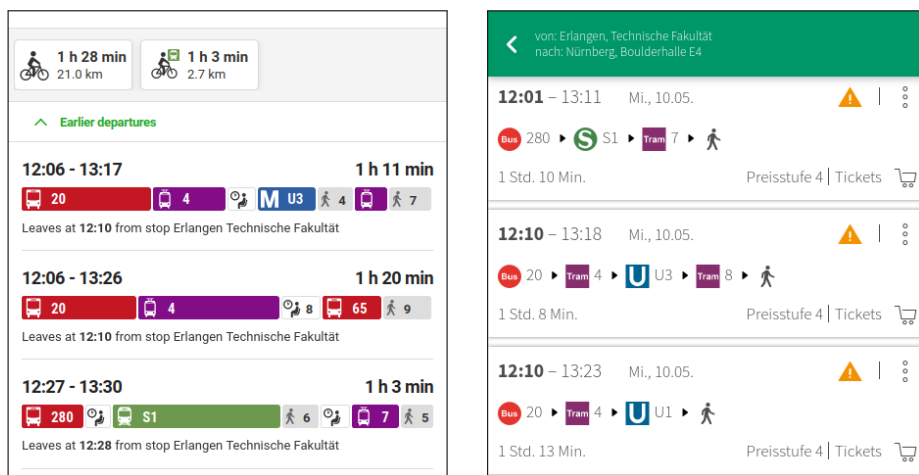 1 h 28 min
21.0 km
1 h 3 min
2.7 km
Earlier departures
12:06 - 13:17 1 h 11 min
20 4 M U3 4 7
Leaves at 12:10 from stop Erlangen Technische Fakultät
12:06 - 13:26 1 h 20 min
20 4 8 65 9
Leaves at 12:10 from stop Erlangen Technische Fakultät
12:27 - 13:30 1 h 3 min
280 S1 6 7 5
Leaves at 12:28 from stop Erlangen Technische Fakultät
von: Erlangen, Technische Fakultät
nach: Nürnberg, Boulderhalle E4
12:01 – 13:11 Mi., 10.05.
Bus 280 S S1 Tram 7
1 Std. 10 Min. Preisstufe 4 | Tickets
12:10 – 13:18 Mi., 10.05.
Bus 20 Tram 4 U U3 Tram 8
1 Std. 8 Min. Preisstufe 4 | Tickets
12:10 – 13:23 Mi., 10.05.
Bus 20 Tram 4 U U1
1 Std. 13 Min. Preisstufe 4 | Tickets